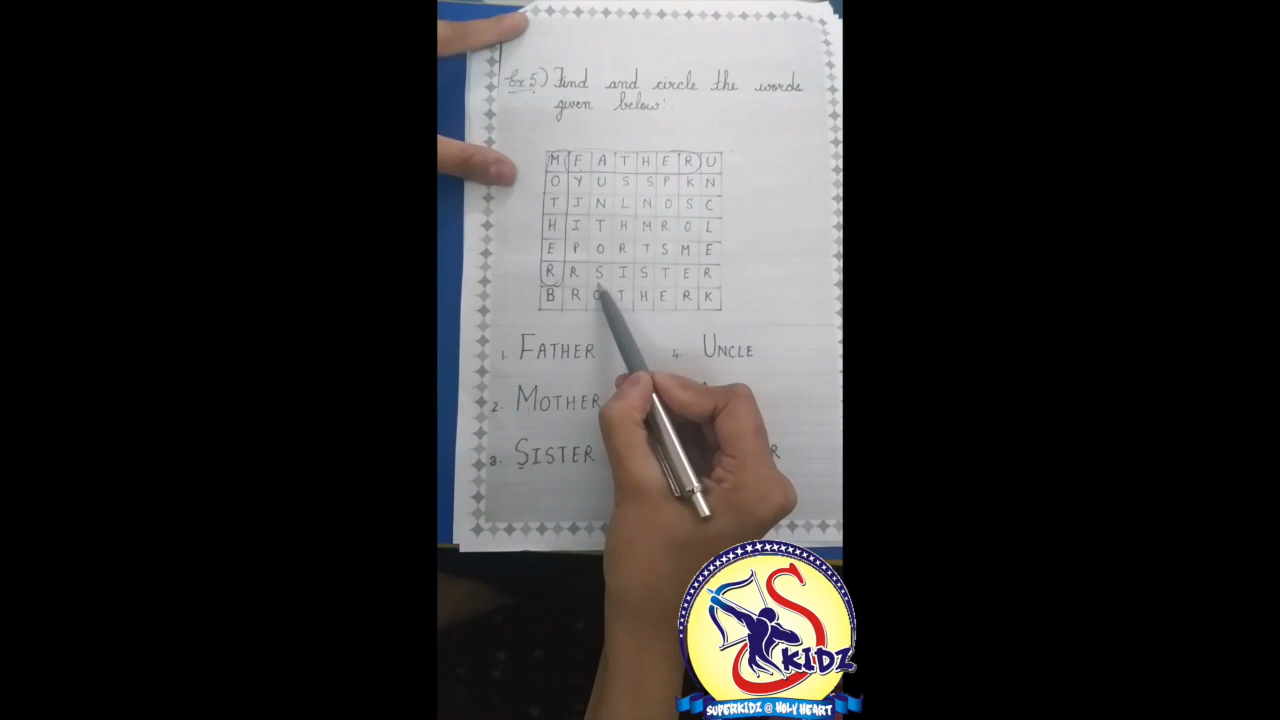 Ex 5) Find and circle the words
given below:
M F A T H E R U
O Y U S S P K N
T I N L N O S C
H I T H M R O L
E P O R T S M E
R R S I S T E R
B R O T H E R K
1. FATHER 4. UNCLE
2. MOTHER
3. SISTER R
S
KIDZ
SUPERKIDZ @ HOLY HEART